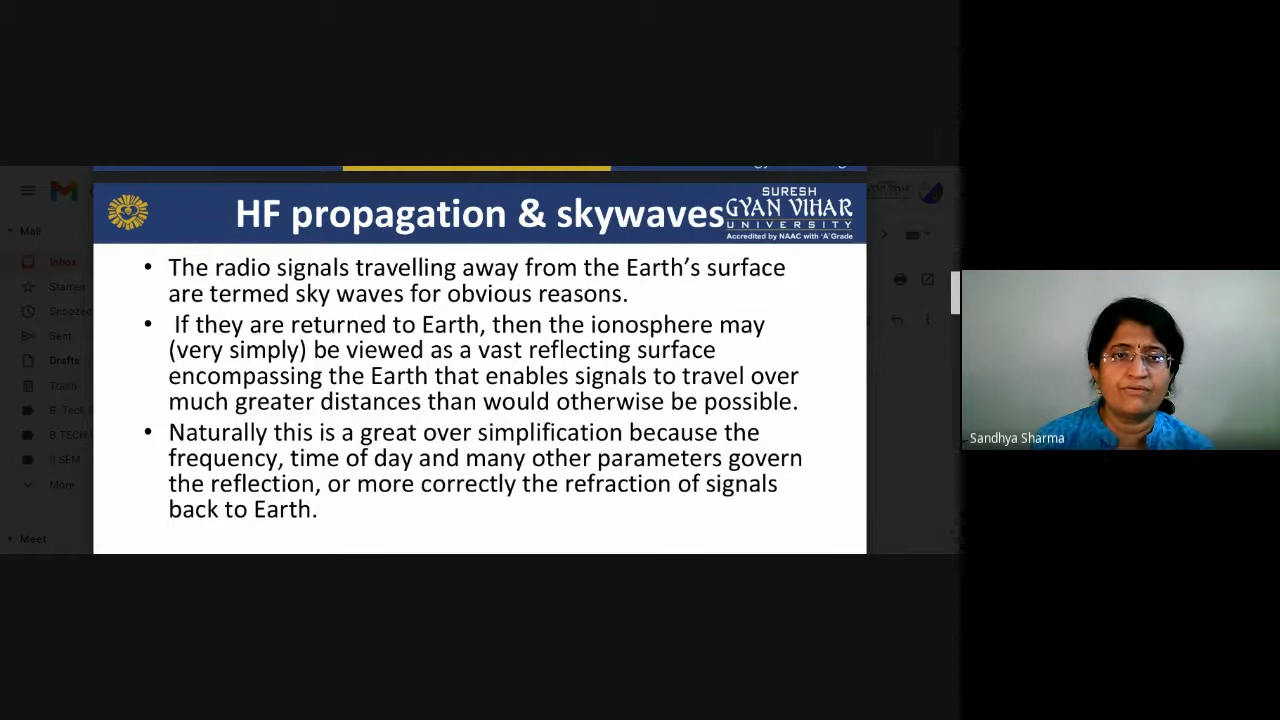 HF propagation & skywaves
SURESH
GYAN VIHAR
UNIVERSITY
Accredited by NAAC with 'A' Grade
• The radio signals travelling away from the Earth's surface
are termed sky waves for obvious reasons.
• If they are returned to Earth, then the ionosphere may
(very simply) be viewed as a vast reflecting surface
encompassing the Earth that enables signals to travel over
much greater distances than would otherwise be possible.
• Naturally this is a great over simplification because the
frequency, time of day and many other parameters govern
the reflection, or more correctly the refraction of signals
back to Earth.
Mail
Inbox
Starred
Snoozed
Sent
Drafts
Trash
B. Tech
B TECH
II SEM
More
Meet
Sandhya Sharma